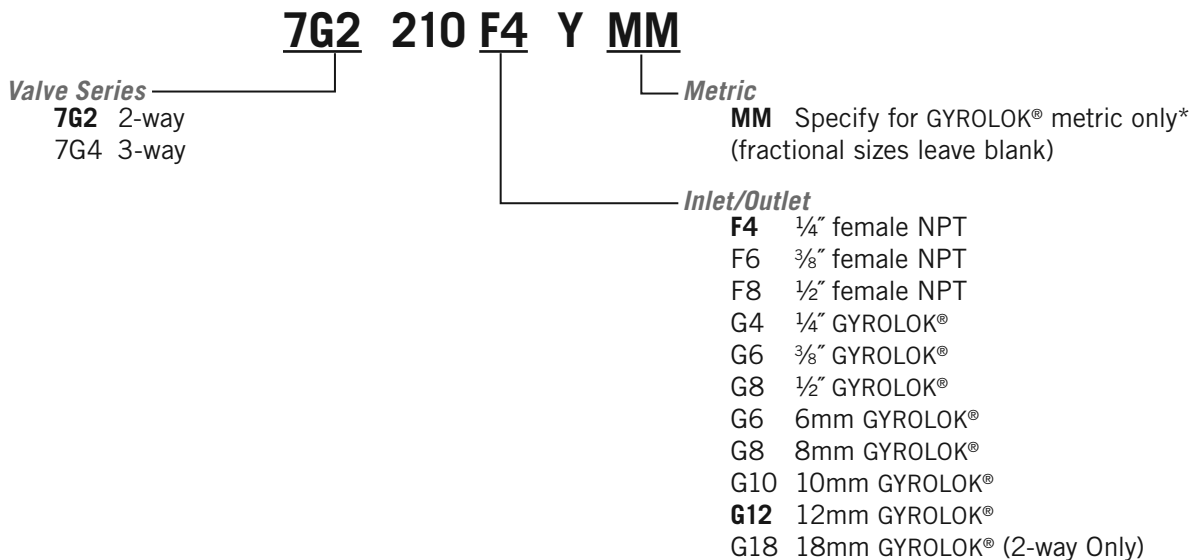 7G2 210 F4 Y MM
Valve Series
7G2 2-way
7G4 3-way
Metric
MM Specify for GYROLOK® metric only*
(fractional sizes leave blank)
Inlet/Outlet
F4 ¼˝ female NPT
F6 ⅜˝ female NPT
F8 ½˝ female NPT
G4 ¼˝ GYROLOK®
G6 ⅜˝ GYROLOK®
G8 ½˝ GYROLOK®
G6 6mm GYROLOK®
G8 8mm GYROLOK®
G10 10mm GYROLOK®
G12 12mm GYROLOK®
G18 18mm GYROLOK® (2-way Only)